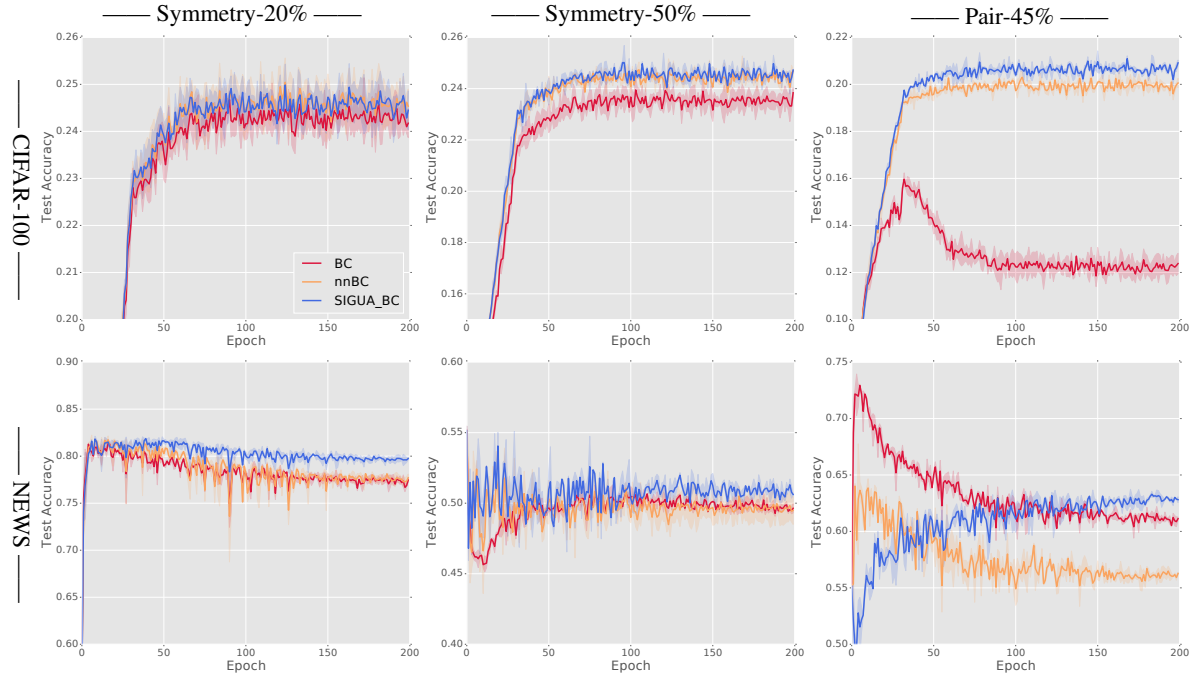 —— Symmetry-20% ——
—— Symmetry-50% ——
—— Pair-45% ——
—— CIFAR-100 ——
Test Accuracy
0.26
0.25
0.24
0.23
0.22
0.21
0.20
0 50 100 150 200
Epoch
BC
nnBC
SIGUA_BC
Test Accuracy
0.26
0.24
0.22
0.20
0.18
0.16
0 50 100 150 200
Epoch
Test Accuracy
0.22
0.20
0.18
0.16
0.14
0.12
0.10
0 50 100 150 200
Epoch
—— NEWS ——
Test Accuracy
0.90
0.85
0.80
0.75
0.70
0.65
0.60
0 50 100 150 200
Epoch
Test Accuracy
0.60
0.55
0.50
0.45
0.40
0 50 100 150 200
Epoch
Test Accuracy
0.75
0.70
0.65
0.60
0.55
0.50
0 50 100 150 200
Epoch